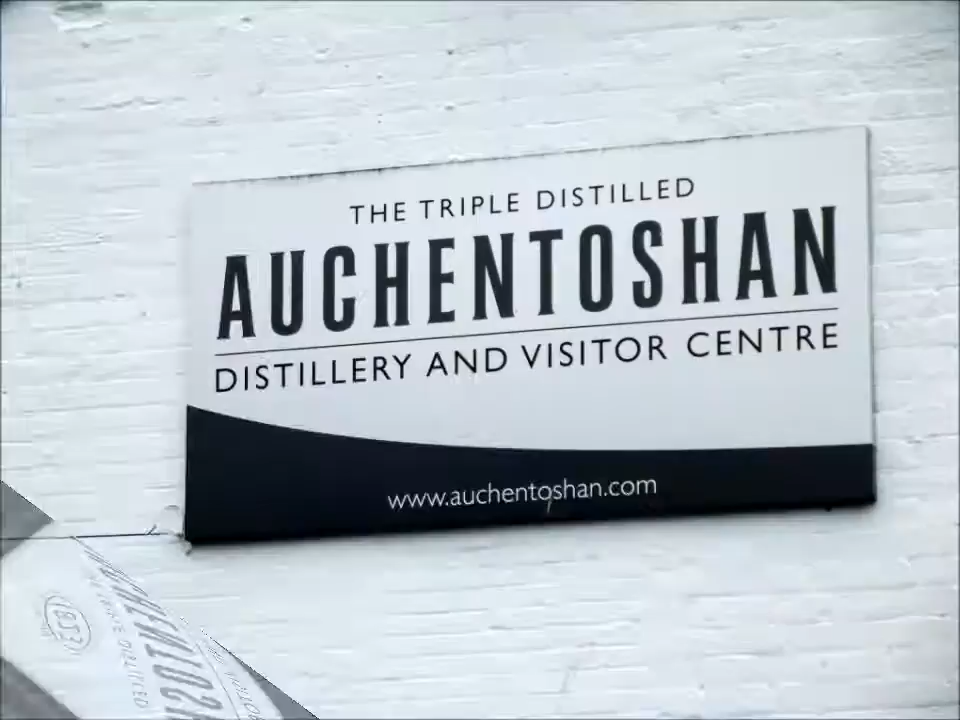 THE TRIPLE DISTILLED
AUCHENTOSHAN
DISTILLERY AND VISITOR CENTRE
www.auchentoshan.com